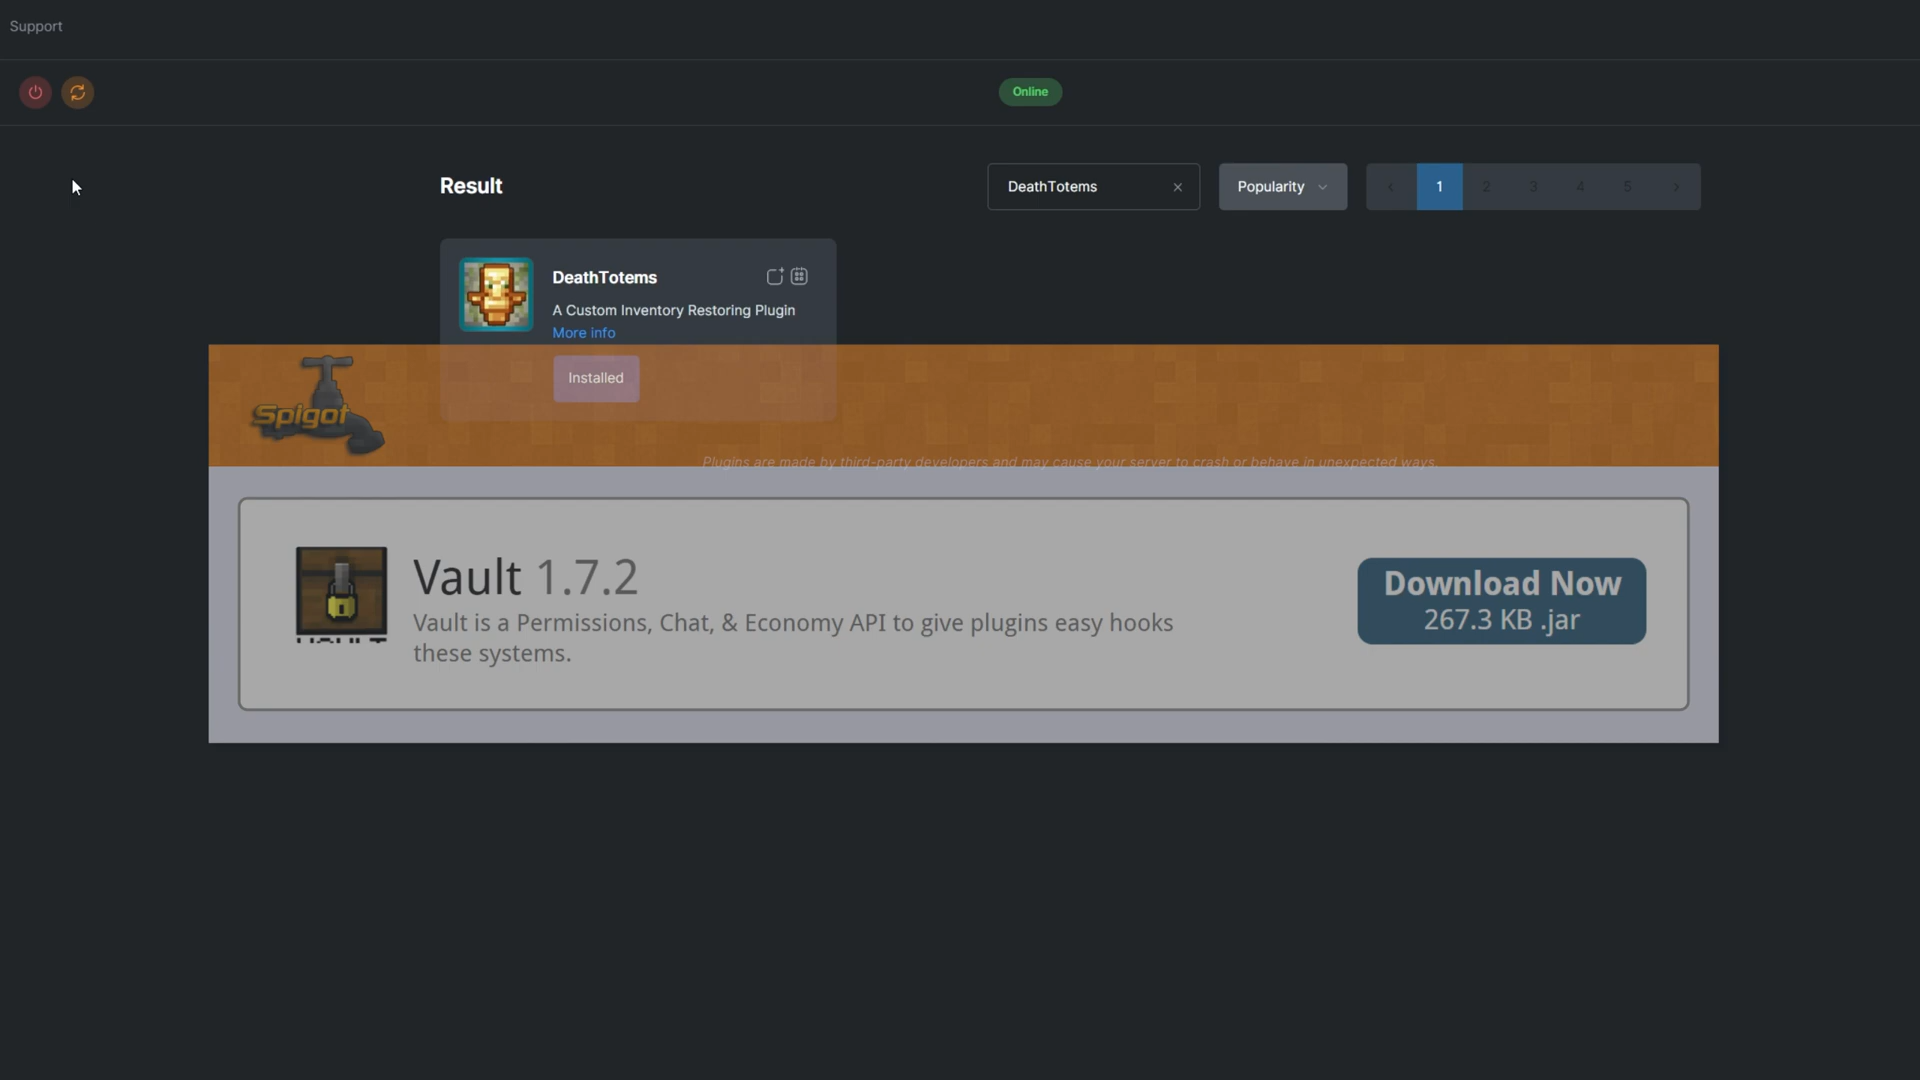 Support
Online
Result
DeathTotems ×
Popularity
‹ 1 2 3 4 5 ›
DeathTotems
A Custom Inventory Restoring Plugin
More info
Installed
Spigot
Plugins are made by third-party developers and may cause your server to crash or behave in unexpected ways.
Vault 1.7.2
Vault is a Permissions, Chat, & Economy API to give plugins easy hooks
these systems.
VAULT
Download Now
267.3 KB .jar